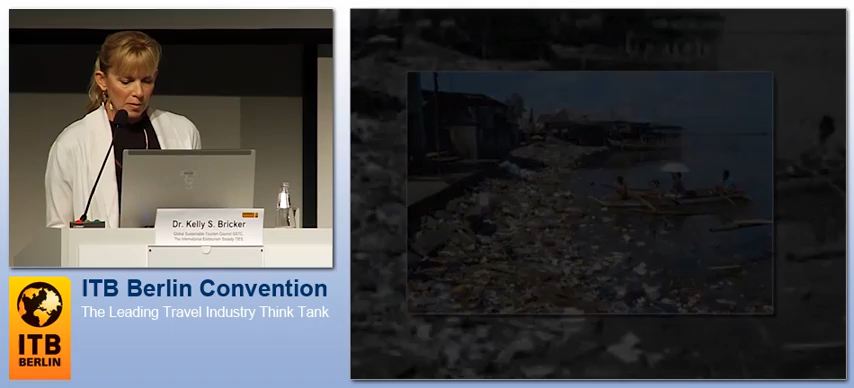 Dr. Kelly S. Bricker
Global Sustainable Tourism Council GSTC,
The International Ecotourism Society TIES,
ITB Berlin Convention
The Leading Travel Industry Think Tank
ITB
BERLIN